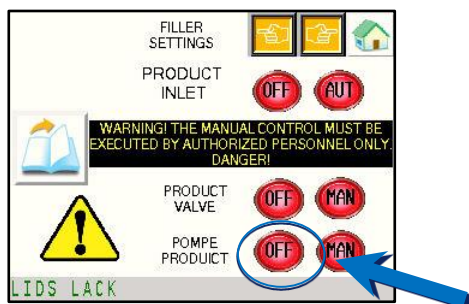 FILLER
SETTINGS
PRODUCT
INLET
OFF
AUT
WARNING! THE MANUAL CONTROL MUST BE
EXECUTED BY AUTHORIZED PERSONNEL ONLY.
DANGER!
PRODUCT
VALVE
OFF
MAN
POMPE
PRODUICT
OFF
MAN
LIDS LACK